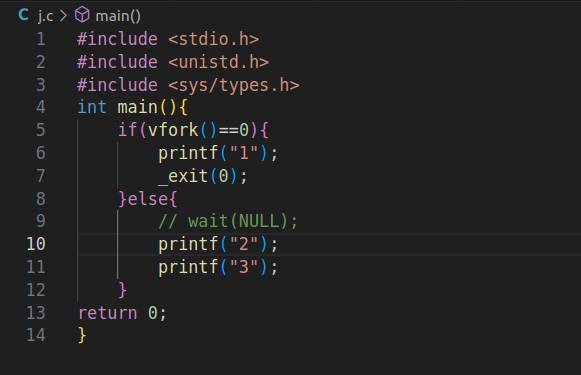 C j.c > main()
1 #include <stdio.h>
2 #include <unistd.h>
3 #include <sys/types.h>
4 int main(){
5     if(vfork()==0){
6         printf("1");
7         _exit(0);
8     }else{
9         // wait(NULL);
10         printf("2");
11         printf("3");
12     }
13 return 0;
14 }